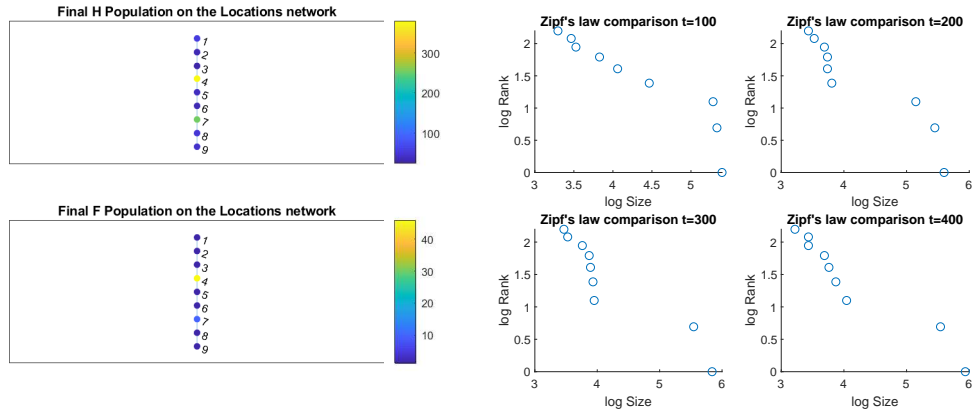 Final H Population on the Locations network
1
2
3
4
5
6
7
8
9
300
200
100
Final F Population on the Locations network
1
2
3
4
5
6
7
8
9
40
30
20
10
Zipf's law comparison t=100
log Rank
2
1.5
1
0.5
0
3 3.5 4 4.5 5
log Size
Zipf's law comparison t=200
log Rank
2
1.5
1
0.5
0
3 4 5 6
log Size
Zipf's law comparison t=300
log Rank
2
1.5
1
0.5
0
3 4 5 6
log Size
Zipf's law comparison t=400
log Rank
2
1.5
1
0.5
0
3 4 5 6
log Size